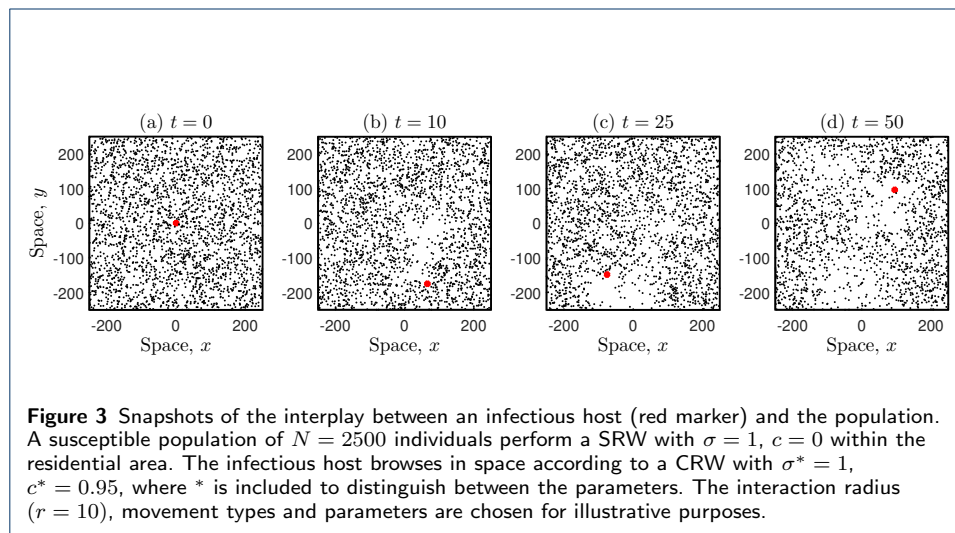 (a) t = 0
(b) t = 10
(c) t = 25
(d) t = 50
200
100
0
-100
-200
Space, y
-200 0 200
Space, x
200
100
0
-100
-200
-200 0 200
Space, x
200
100
0
-100
-200
-200 0 200
Space, x
200
100
0
-100
-200
-200 0 200
Space, x
Figure 3 Snapshots of the interplay between an infectious host (red marker) and the population.
A susceptible population of N = 2500 individuals perform a SRW with σ = 1, c = 0 within the
residential area. The infectious host browses in space according to a CRW with σ* = 1,
c* = 0.95, where * is included to distinguish between the parameters. The interaction radius
(r = 10), movement types and parameters are chosen for illustrative purposes.